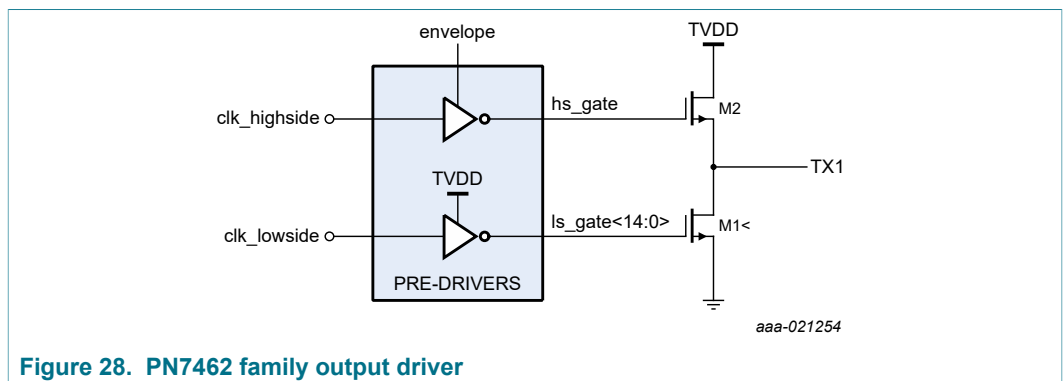 envelope
TVDD
clk_highside
hs_gate
M2
TX1
TVDD
clk_lowside
ls_gate<14:0>
M1<
PRE-DRIVERS
aaa-021254
Figure 28. PN7462 family output driver